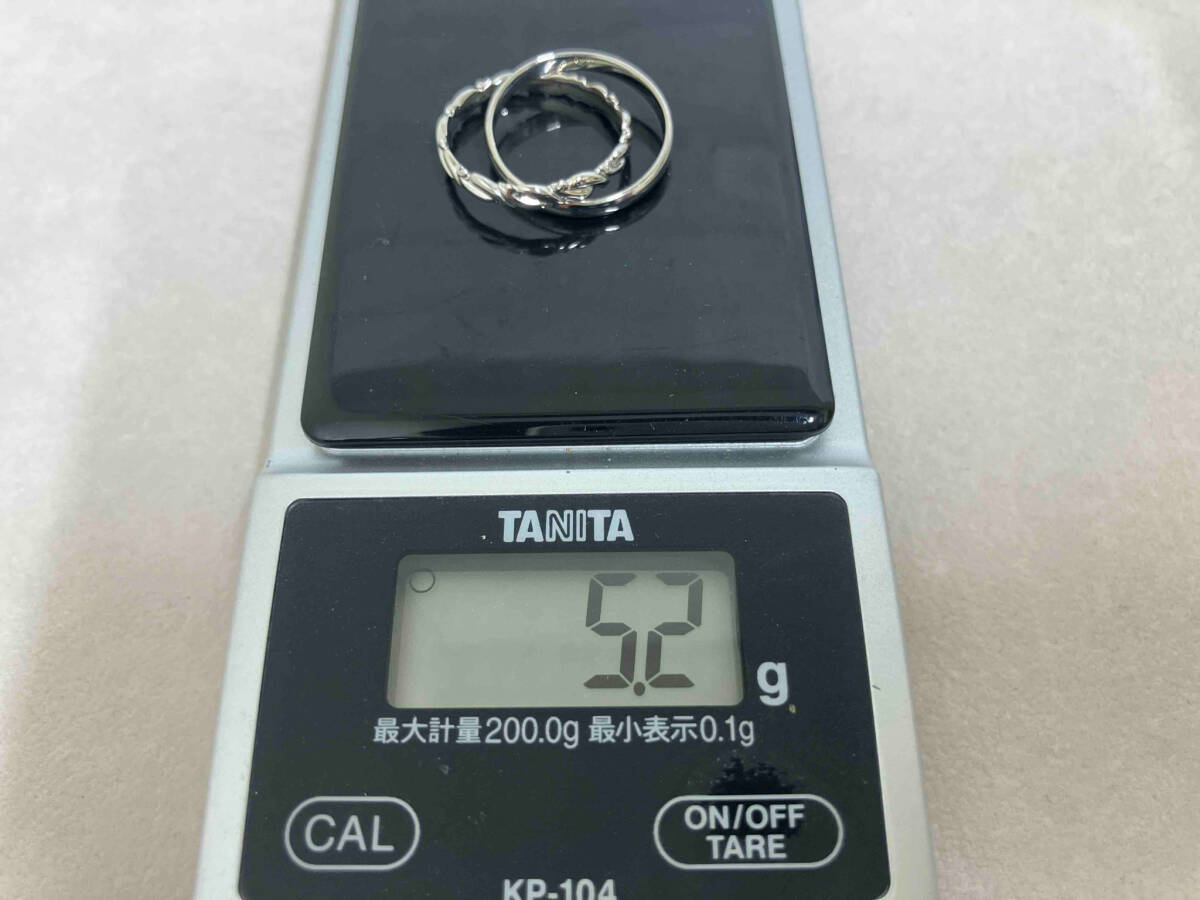 TANITA
5.2 g
最大計量200.0g 最小表示0.1g
CAL
ON/OFF
TARE
KP-104